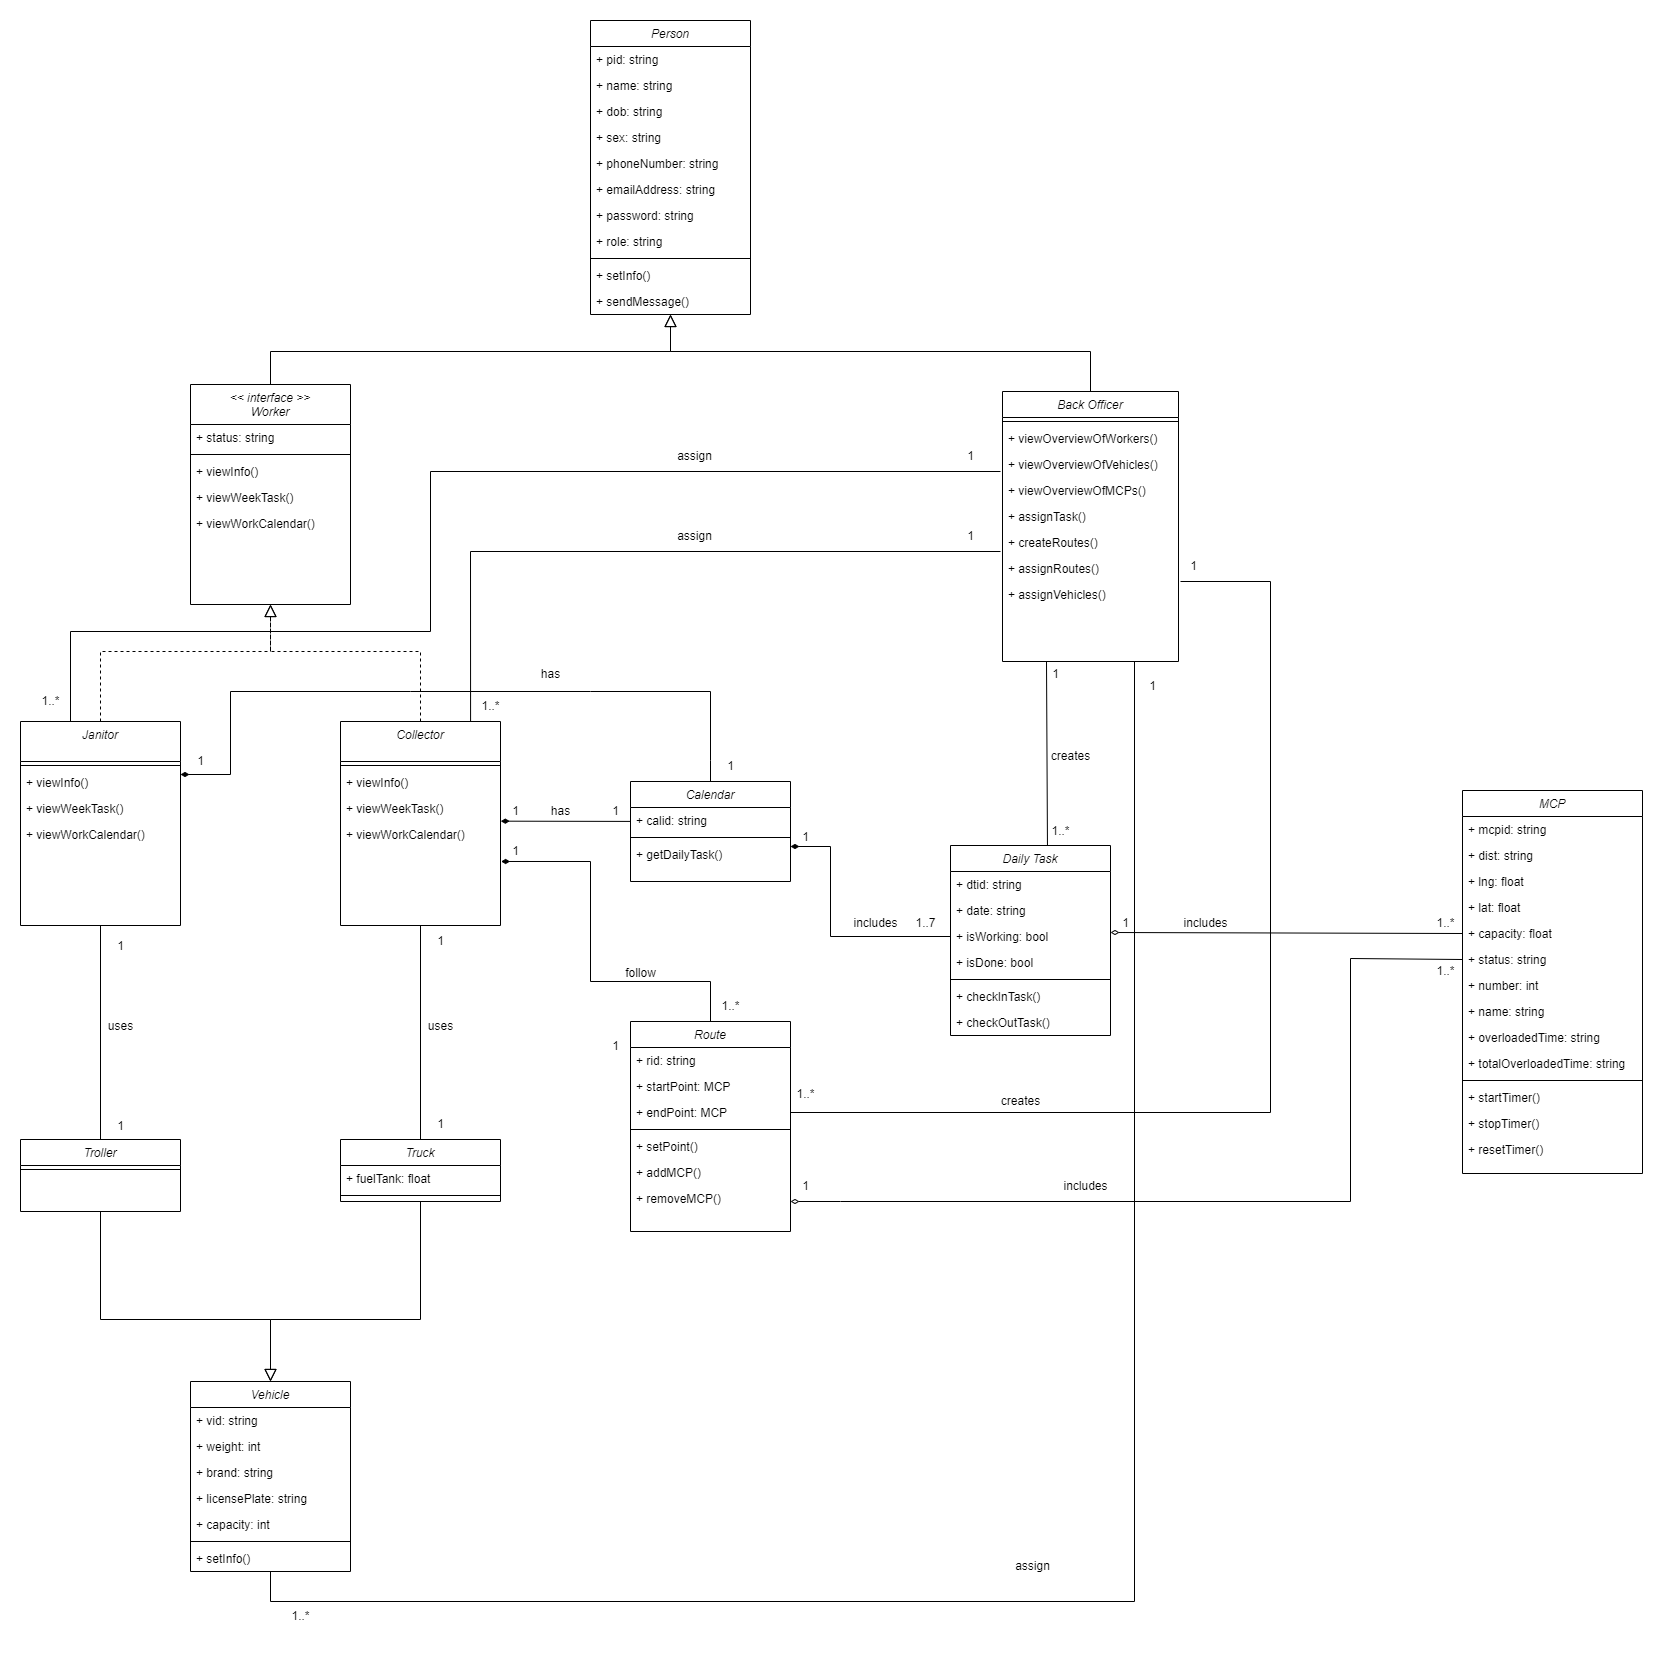 Person
+ pid: string
+ name: string
+ dob: string
+ sex: string
+ phoneNumber: string
+ emailAddress: string
+ password: string
+ role: string
+ setInfo()
+ sendMessage()
<< interface >>
Worker
+ status: string
+ viewInfo()
+ viewWeekTask()
+ viewWorkCalendar()
Back Officer
+ viewOverviewOfWorkers()
+ viewOverviewOfVehicles()
+ viewOverviewOfMCPs()
+ assignTask()
+ createRoutes()
+ assignRoutes()
+ assignVehicles()
assign
1
assign
1
1
1
1
has
1..*
1..*
Janitor
+ viewInfo()
+ viewWeekTask()
+ viewWorkCalendar()
1
Collector
+ viewInfo()
+ viewWeekTask()
+ viewWorkCalendar()
1
has
1
1
1
Calendar
+ calid: string
+ getDailyTask()
1
creates
1..*
includes
1..7
Daily Task
+ dtid: string
+ date: string
+ isWorking: bool
+ isDone: bool
+ checkInTask()
+ checkOutTask()
1
includes
1..*
1..*
MCP
+ mcpid: string
+ dist: string
+ lng: float
+ lat: float
+ capacity: float
+ status: string
+ number: int
+ name: string
+ overloadedTime: string
+ totalOverloadedTime: string
+ startTimer()
+ stopTimer()
+ resetTimer()
1
1
follow
1..*
1
Route
+ rid: string
+ startPoint: MCP
+ endPoint: MCP
+ setPoint()
+ addMCP()
+ removeMCP()
1..*
creates
1
includes
uses
uses
1
1
Troller
Truck
+ fuelTank: float
Vehicle
+ vid: string
+ weight: int
+ brand: string
+ licensePlate: string
+ capacity: int
+ setInfo()
assign
1..*